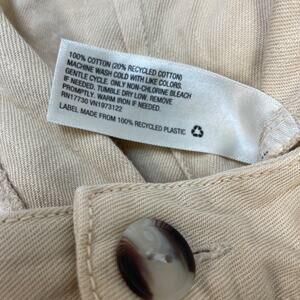 100% COTTON (20% RECYCLED COTTON)
MACHINE WASH COLD WITH LIKE COLORS.
GENTLE CYCLE. ONLY NON-CHLORINE BLEACH
IF NEEDED. TUMBLE DRY LOW. REMOVE
PROMPTLY. WARM IRON IF NEEDED.
RN17730 VN1973122
LABEL MADE FROM 100% RECYCLED PLASTIC